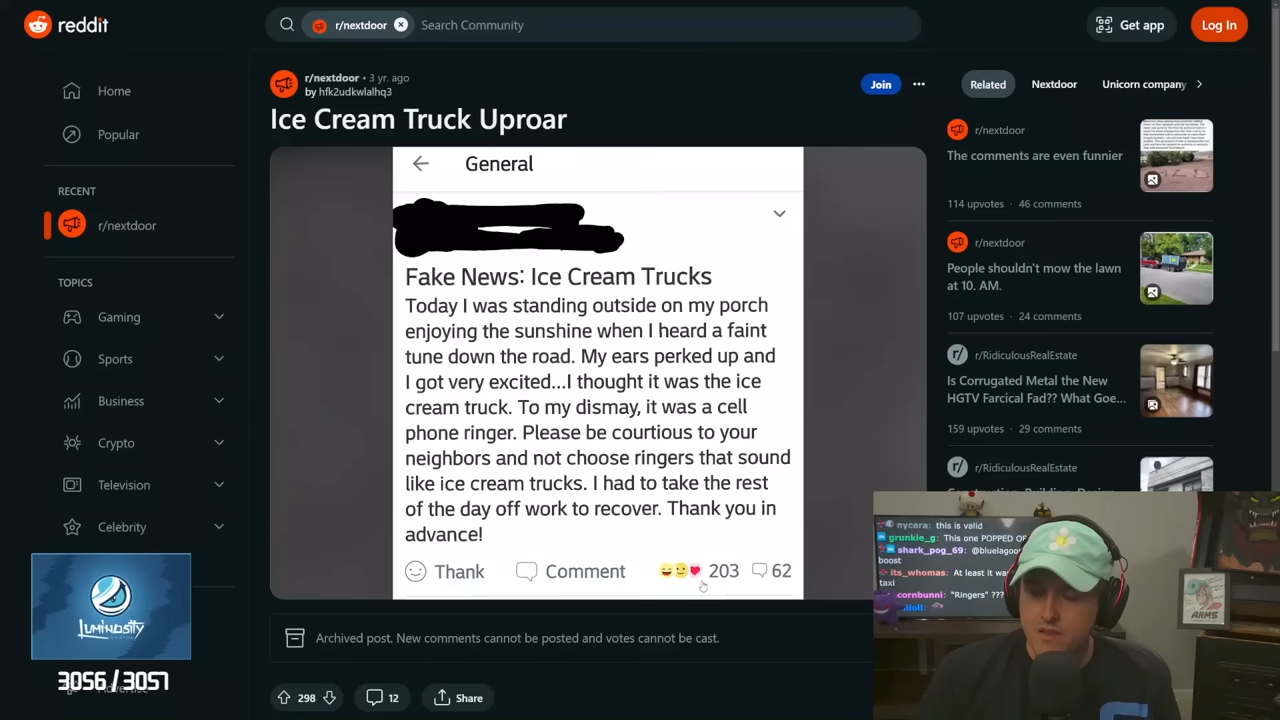 reddit
r/nextdoor
Search Community
Get app
Log In
Home
Popular
RECENT
r/nextdoor
TOPICS
Gaming
Sports
Business
Crypto
Television
Celebrity
LUMINOSITY
3056 / 3057
r/nextdoor • 3 yr. ago
by hfk2udkwlalhq3
Join
Ice Cream Truck Uproar
General
Fake News: Ice Cream Trucks
Today I was standing outside on my porch
enjoying the sunshine when I heard a faint
tune down the road. My ears perked up and
I got very excited...I thought it was the ice
cream truck. To my dismay, it was a cell
phone ringer. Please be courtious to your
neighbors and not choose ringers that sound
like ice cream trucks. I had to take the rest
of the day off work to recover. Thank you in
advance!
Thank
Comment
203
62
Archived post. New comments cannot be posted and votes cannot be cast.
298
12
Share
Related
Nextdoor
Unicorn company
r/nextdoor
The comments are even funnier
114 upvotes • 46 comments
r/nextdoor
People shouldn't mow the lawn
at 10. AM.
107 upvotes • 24 comments
r/RidiculousRealEstate
Is Corrugated Metal the New
HGTV Farcical Fad?? What Goe...
159 upvotes • 29 comments
r/RidiculousRealEstate
nycera: this is valid
grunkle_g: This one POPPED
shark_pog_69:
boost
its_whomas: At least it
taxi
cornbunni: "Ringers" ???
ARMS